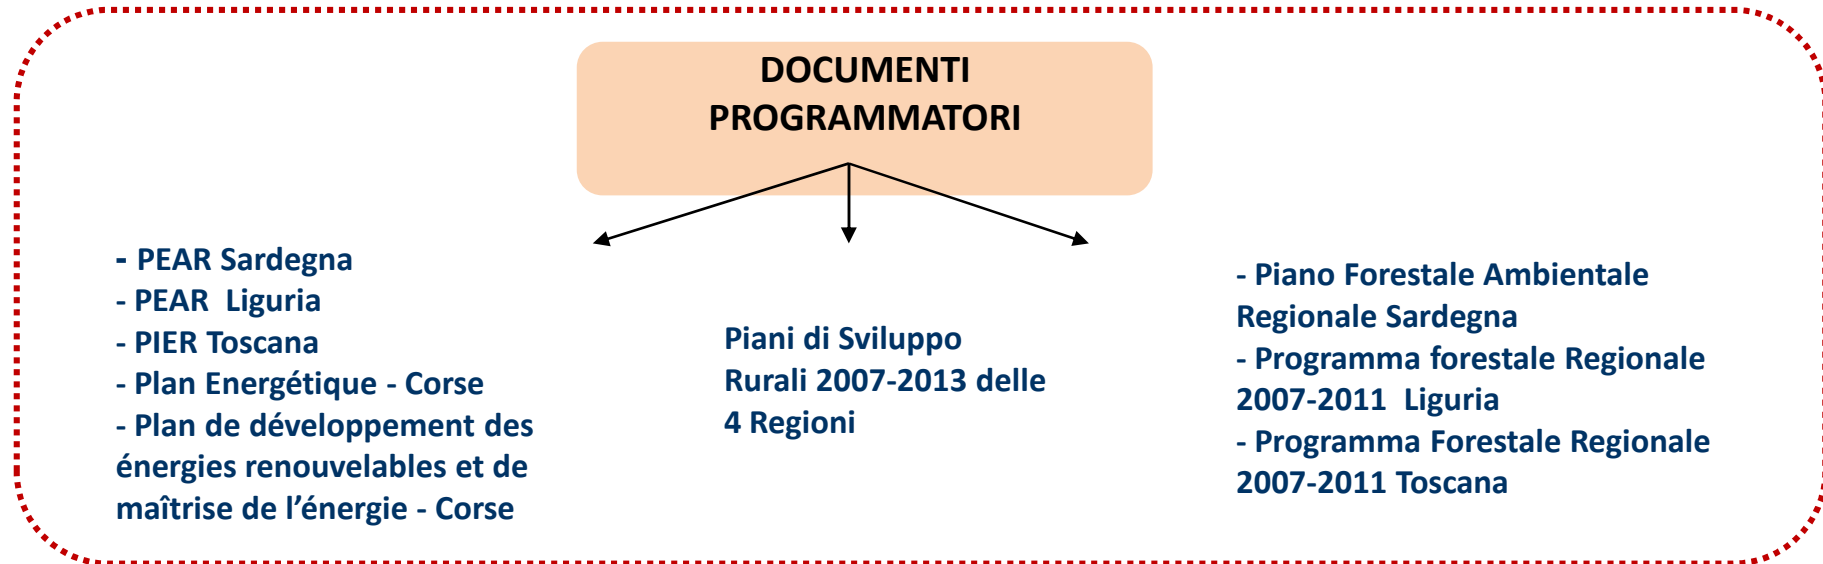 DOCUMENTI
PROGRAMMATORI
- PEAR Sardegna
- PEAR  Liguria
- PIER Toscana
- Plan Energétique - Corse
- Plan de développement des
énergies renouvelables et de
maîtrise de l’énergie - Corse
Piani di Sviluppo
Rurali 2007-2013 delle
4 Regioni
- Piano Forestale Ambientale
Regionale Sardegna
- Programma forestale Regionale
2007-2011  Liguria
- Programma Forestale Regionale
2007-2011 Toscana